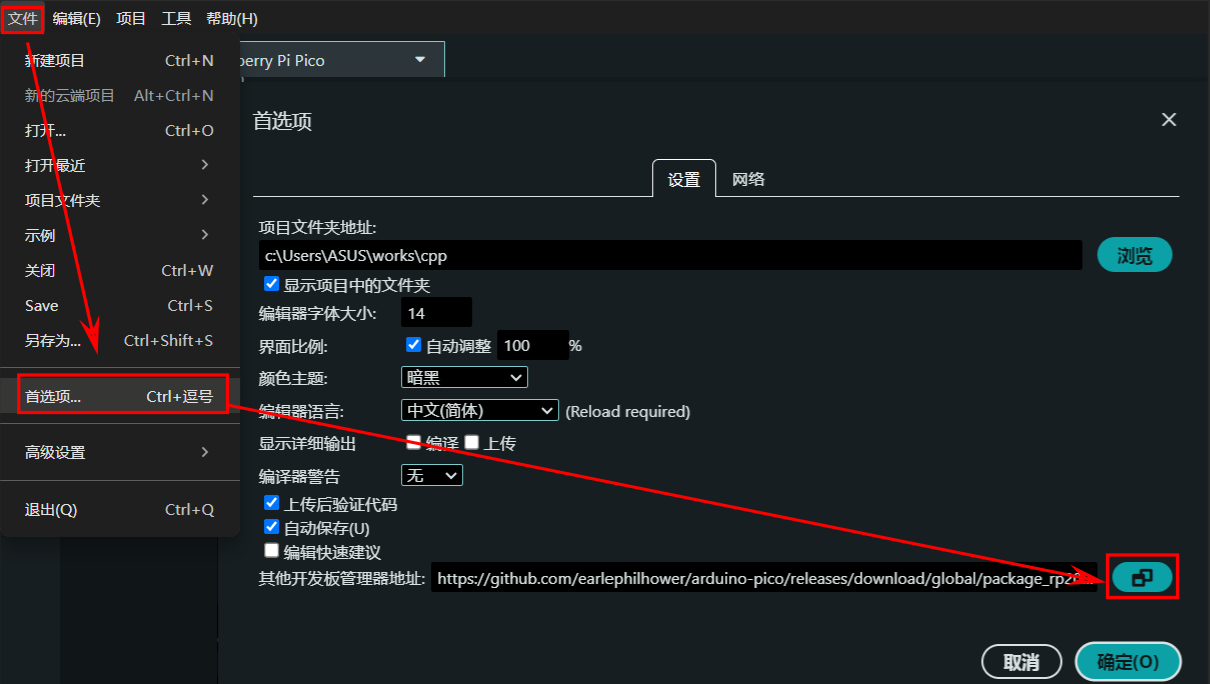 文件 编辑(E) 项目 工具 帮助(H)
新建项目 Ctrl+N
新的云端项目 Alt+Ctrl+N
打开... Ctrl+O
打开最近
项目文件夹
示例
关闭 Ctrl+W
Save Ctrl+S
另存为... Ctrl+Shift+S
首选项... Ctrl+逗号
高级设置
退出(Q) Ctrl+Q
berry Pi Pico
首选项
设置 网络
项目文件夹地址:
c:\Users\ASUS\works\cpp 浏览
显示项目中的文件夹
编辑器字体大小: 14
界面比例: 自动调整 100 %
颜色主题: 暗黑
编辑器语言: 中文(简体) (Reload required)
显示详细输出 编译 上传
编译器警告 无
上传后验证代码
自动保存(U)
编辑快速建议
其他开发板管理器地址: https://github.com/earlephilhower/arduino-pico/releases/download/global/package_rp20...
取消 确定(O)